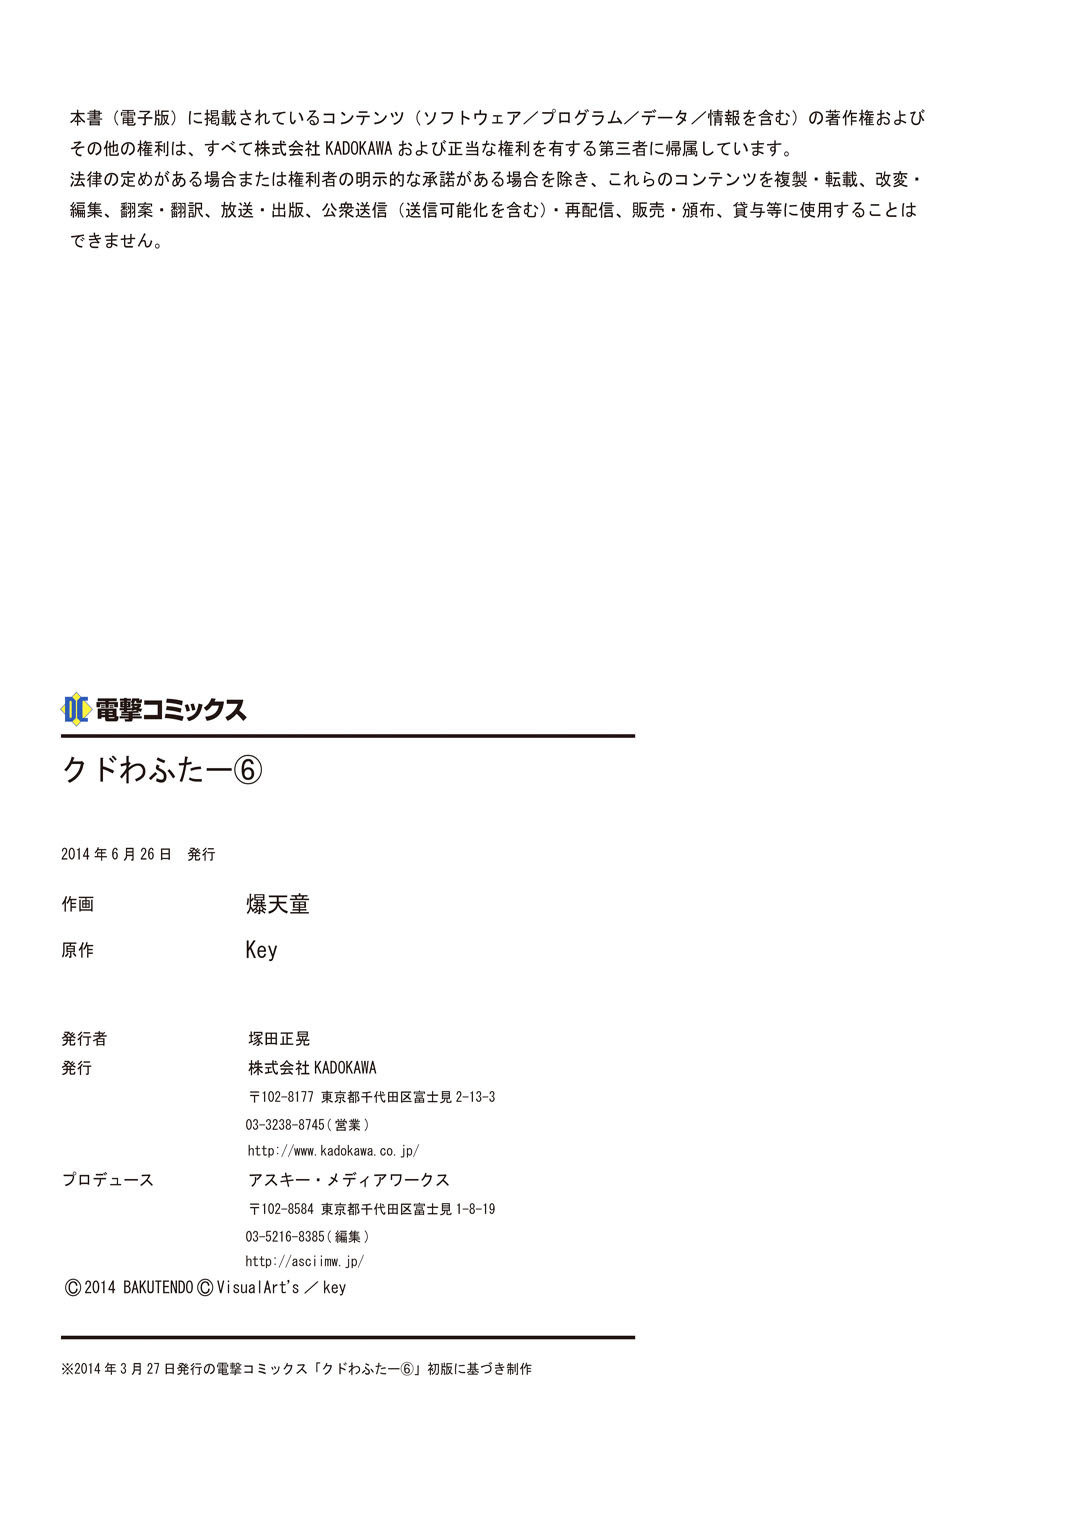 本書（電子版）に掲載されているコンテンツ（ソフトウェア／プログラム／データ／情報を含む）の著作権および
その他の権利は、すべて株式会社 KADOKAWA および正当な権利を有する第三者に帰属しています。
法律の定めがある場合または権利者の明示的な承諾がある場合を除き、これらのコンテンツを複製・転載、改変・
編集、翻案・翻訳、放送・出版、公衆送信（送信可能化を含む）・再配信、販売・頒布、貸与等に使用することは
できません。
DC 電撃コミックス
クドわふたー⑥
2014 年 6 月 26 日　発行
作画　爆天童
原作　Key
発行者　塚田正晃
発行　株式会社 KADOKAWA
〒102-8177 東京都千代田区富士見 2-13-3
03-3238-8745（営業）
http://www.kadokawa.co.jp/
プロデュース　アスキー・メディアワークス
〒102-8584 東京都千代田区富士見 1-8-19
03-5216-8385（編集）
http://asciimw.jp/
Ⓒ2014 BAKUTENDO ⒸVisualArt's ／ key
※2014 年 3 月 27 日発行の電撃コミックス「クドわふたー⑥」初版に基づき制作